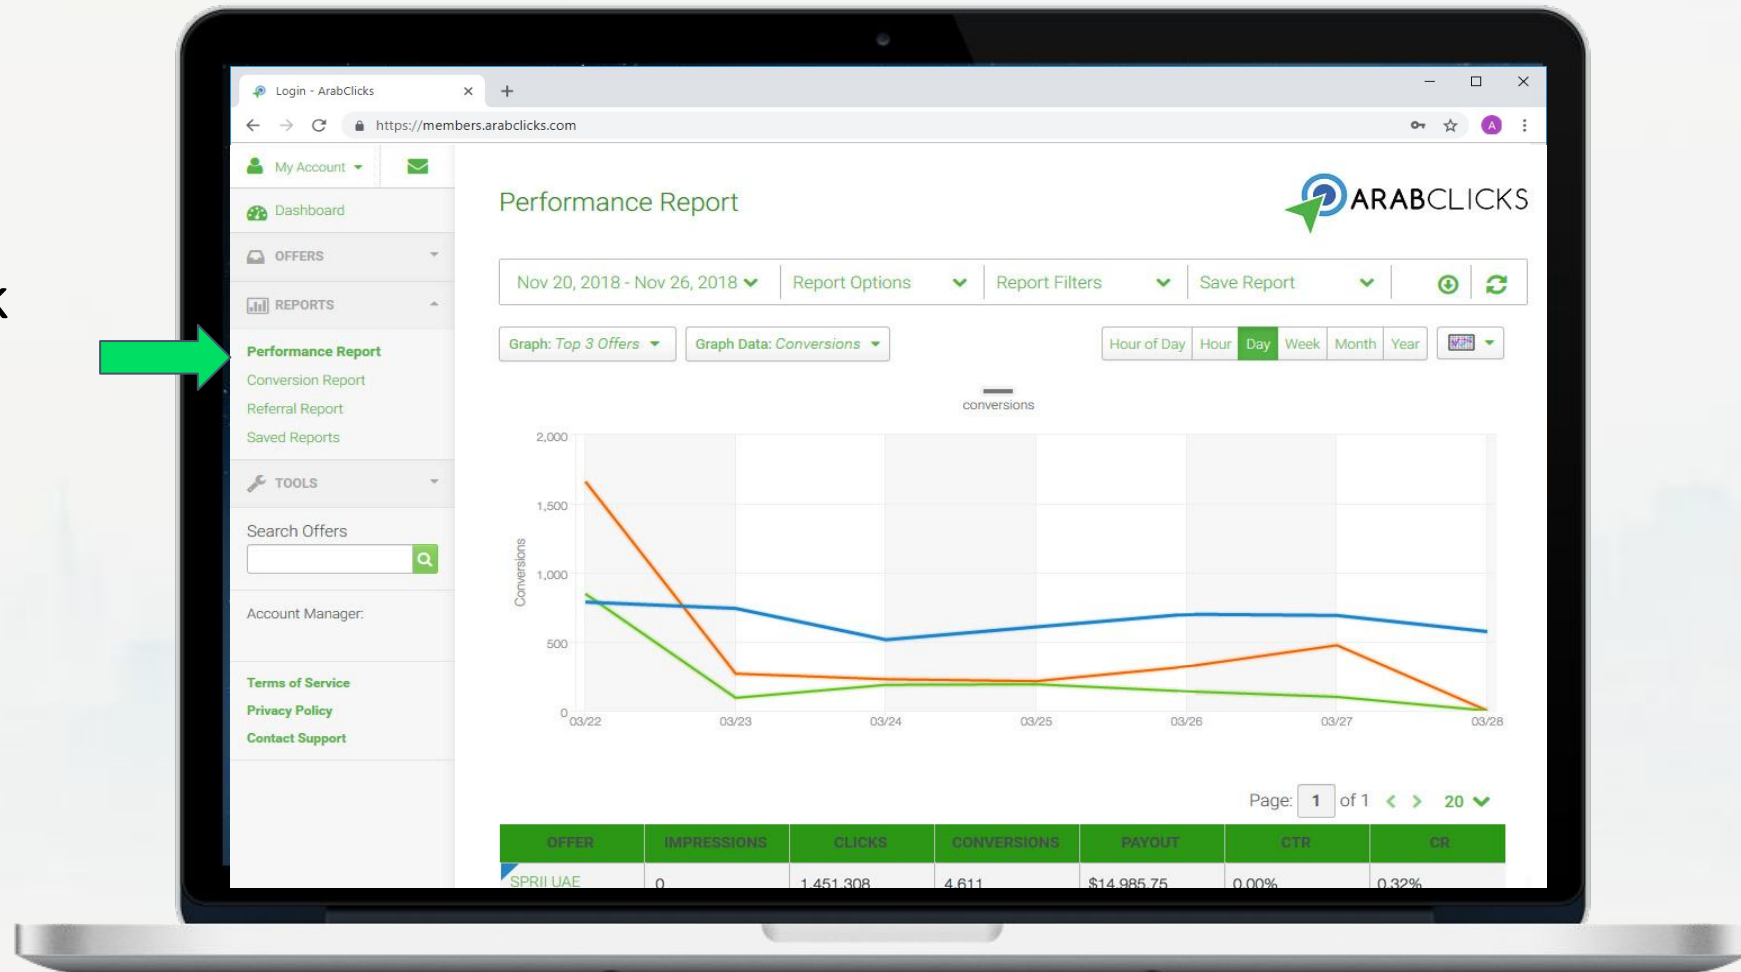 Login - ArabClicks
https://members.arabclicks.com
A
My Account
Dashboard
OFFERS
REPORTS
Performance Report
Conversion Report
Referral Report
Saved Reports
TOOLS
Search Offers
Account Manager:
Terms of Service
Privacy Policy
Contact Support
Performance Report
ARABCLICKS
Nov 20, 2018 - Nov 26, 2018 Report Options Report Filters Save Report
Graph: Top 3 Offers Graph Data: Conversions Hour of Day Hour Day Week Month Year
conversions
2,000
1,500
1,000
500
0
Conversions
03/22 03/23 03/24 03/25 03/26 03/27 03/28
Page: 1 of 1 < > 20
OFFER IMPRESSIONS CLICKS CONVERSIONS PAYOUT CTR CR
SPRII UAE 0 1,451,308 4,611 $14,985.75 0.00% 0.32%